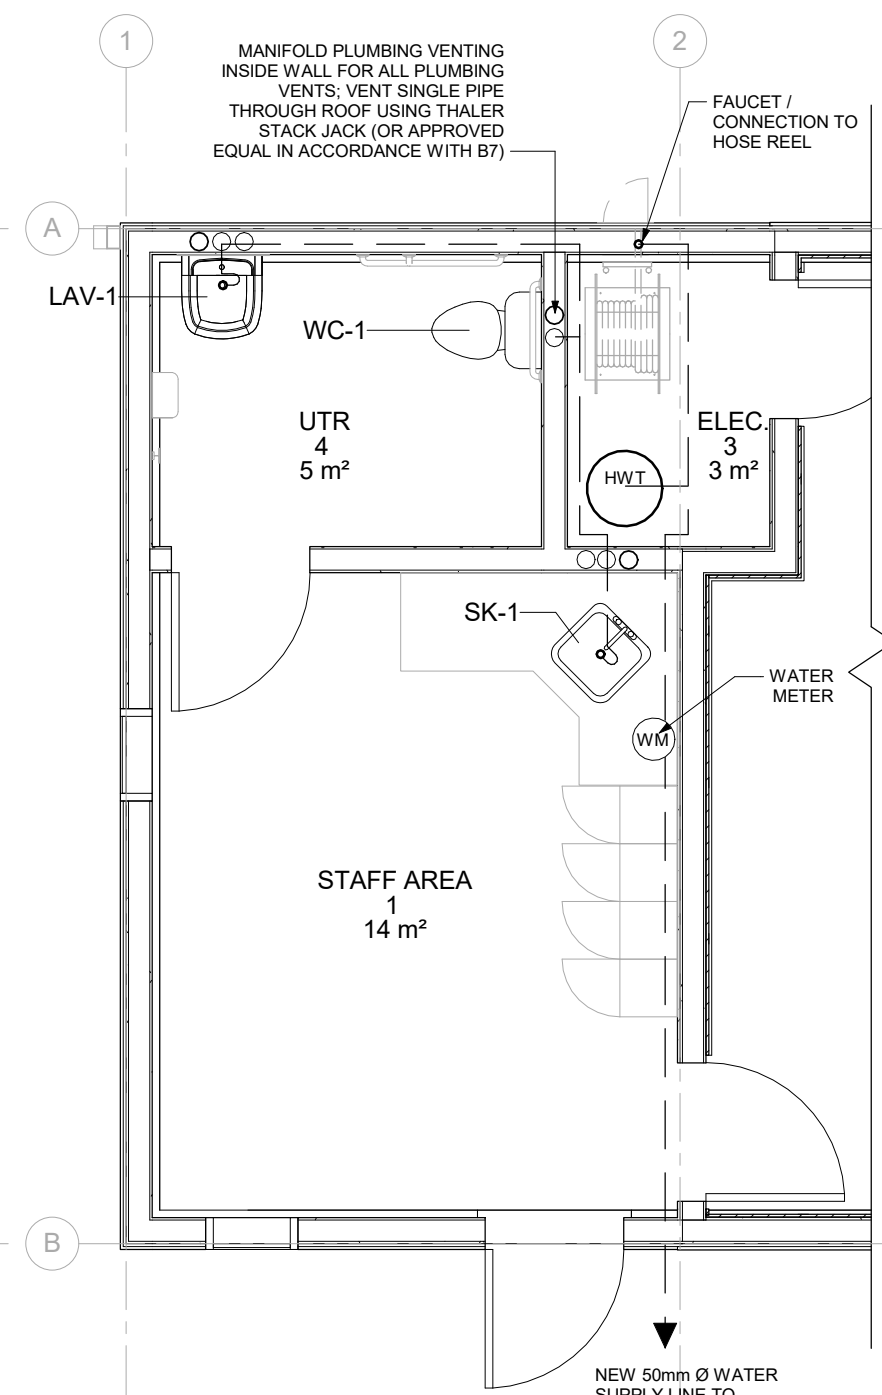 1
2
MANIFOLD PLUMBING VENTING
INSIDE WALL FOR ALL PLUMBING
VENTS; VENT SINGLE PIPE
THROUGH ROOF USING THALER
STACK JACK (OR APPROVED
EQUAL IN ACCORDANCE WITH B7)
FAUCET /
CONNECTION TO
HOSE REEL
A
LAV-1
WC-1
UTR
4
5 m²
ELEC.
3
3 m²
HWT
SK-1
WATER
METER
WM
STAFF AREA
1
14 m²
B
NEW 50mm Ø WATER
SUPPLY LINE TO